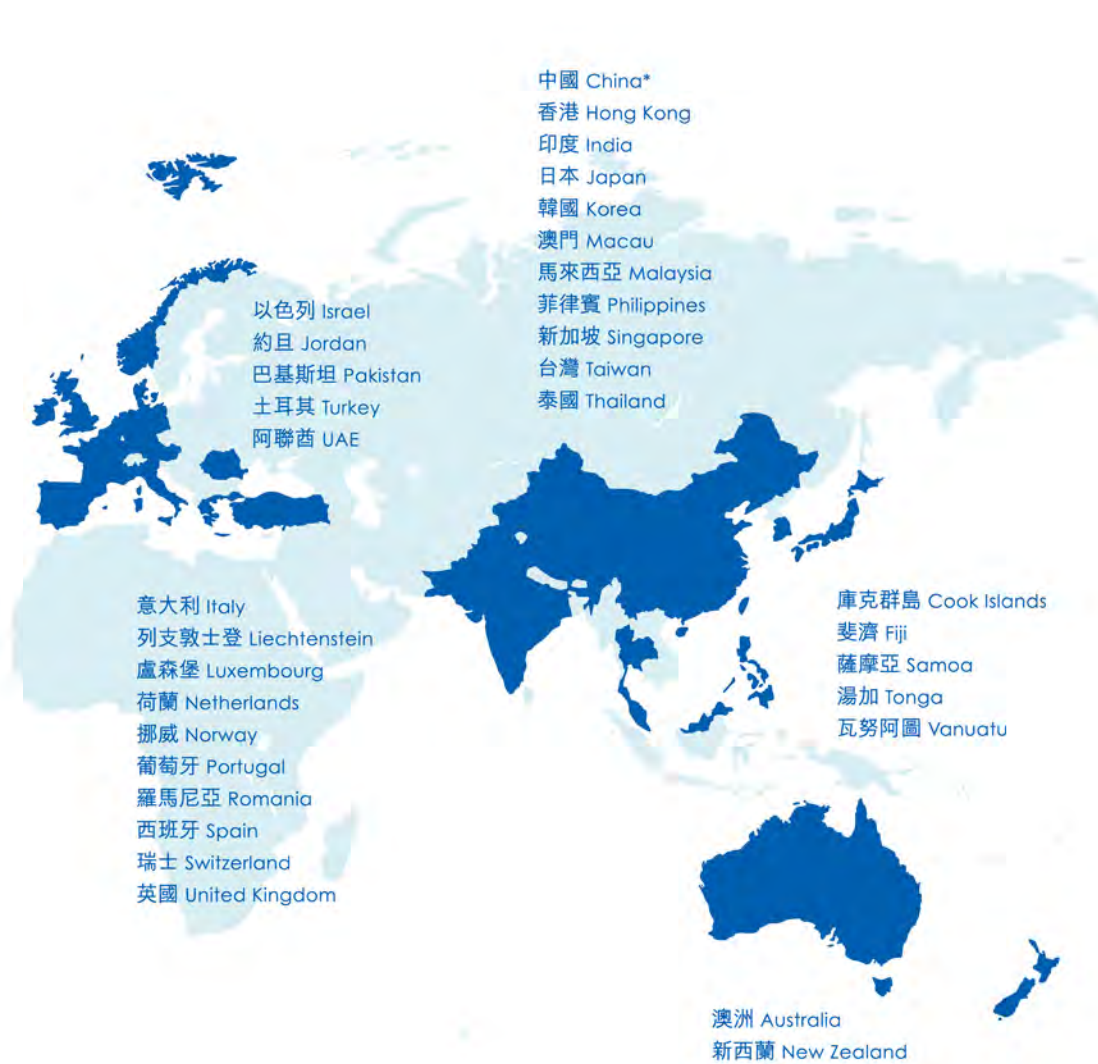 中國 China*
香港 Hong Kong
印度 India
日本 Japan
韓國 Korea
澳門 Macau
馬來西亞 Malaysia
菲律賓 Philippines
新加坡 Singapore
台灣 Taiwan
泰國 Thailand
以色列 Israel
約旦 Jordan
巴基斯坦 Pakistan
土耳其 Turkey
阿聯酋 UAE
意大利 Italy
列支敦士登 Liechtenstein
盧森堡 Luxembourg
荷蘭 Netherlands
挪威 Norway
葡萄牙 Portugal
羅馬尼亞 Romania
西班牙 Spain
瑞士 Switzerland
英國 United Kingdom
庫克群島 Cook Islands
斐濟 Fiji
薩摩亞 Samoa
湯加 Tonga
瓦努阿圖 Vanuatu
澳洲 Australia
新西蘭 New Zealand